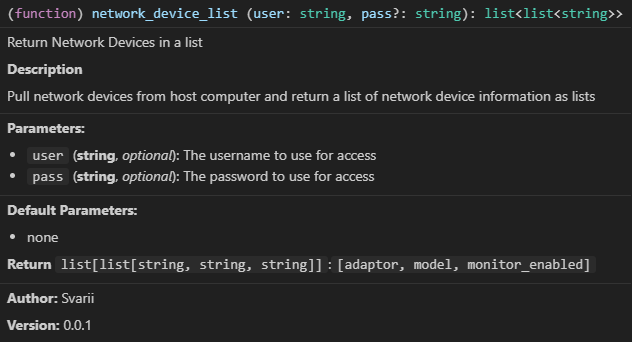 (function) network_device_list (user: string, pass?: string): list<list<string>>
Return Network Devices in a list
Description
Pull network devices from host computer and return a list of network device information as lists
Parameters:
• user (string, optional): The username to use for access
• pass (string, optional): The password to use for access
Default Parameters:
• none
Return list[list[string, string, string]] : [adaptor, model, monitor_enabled]
Author: Svarii
Version: 0.0.1